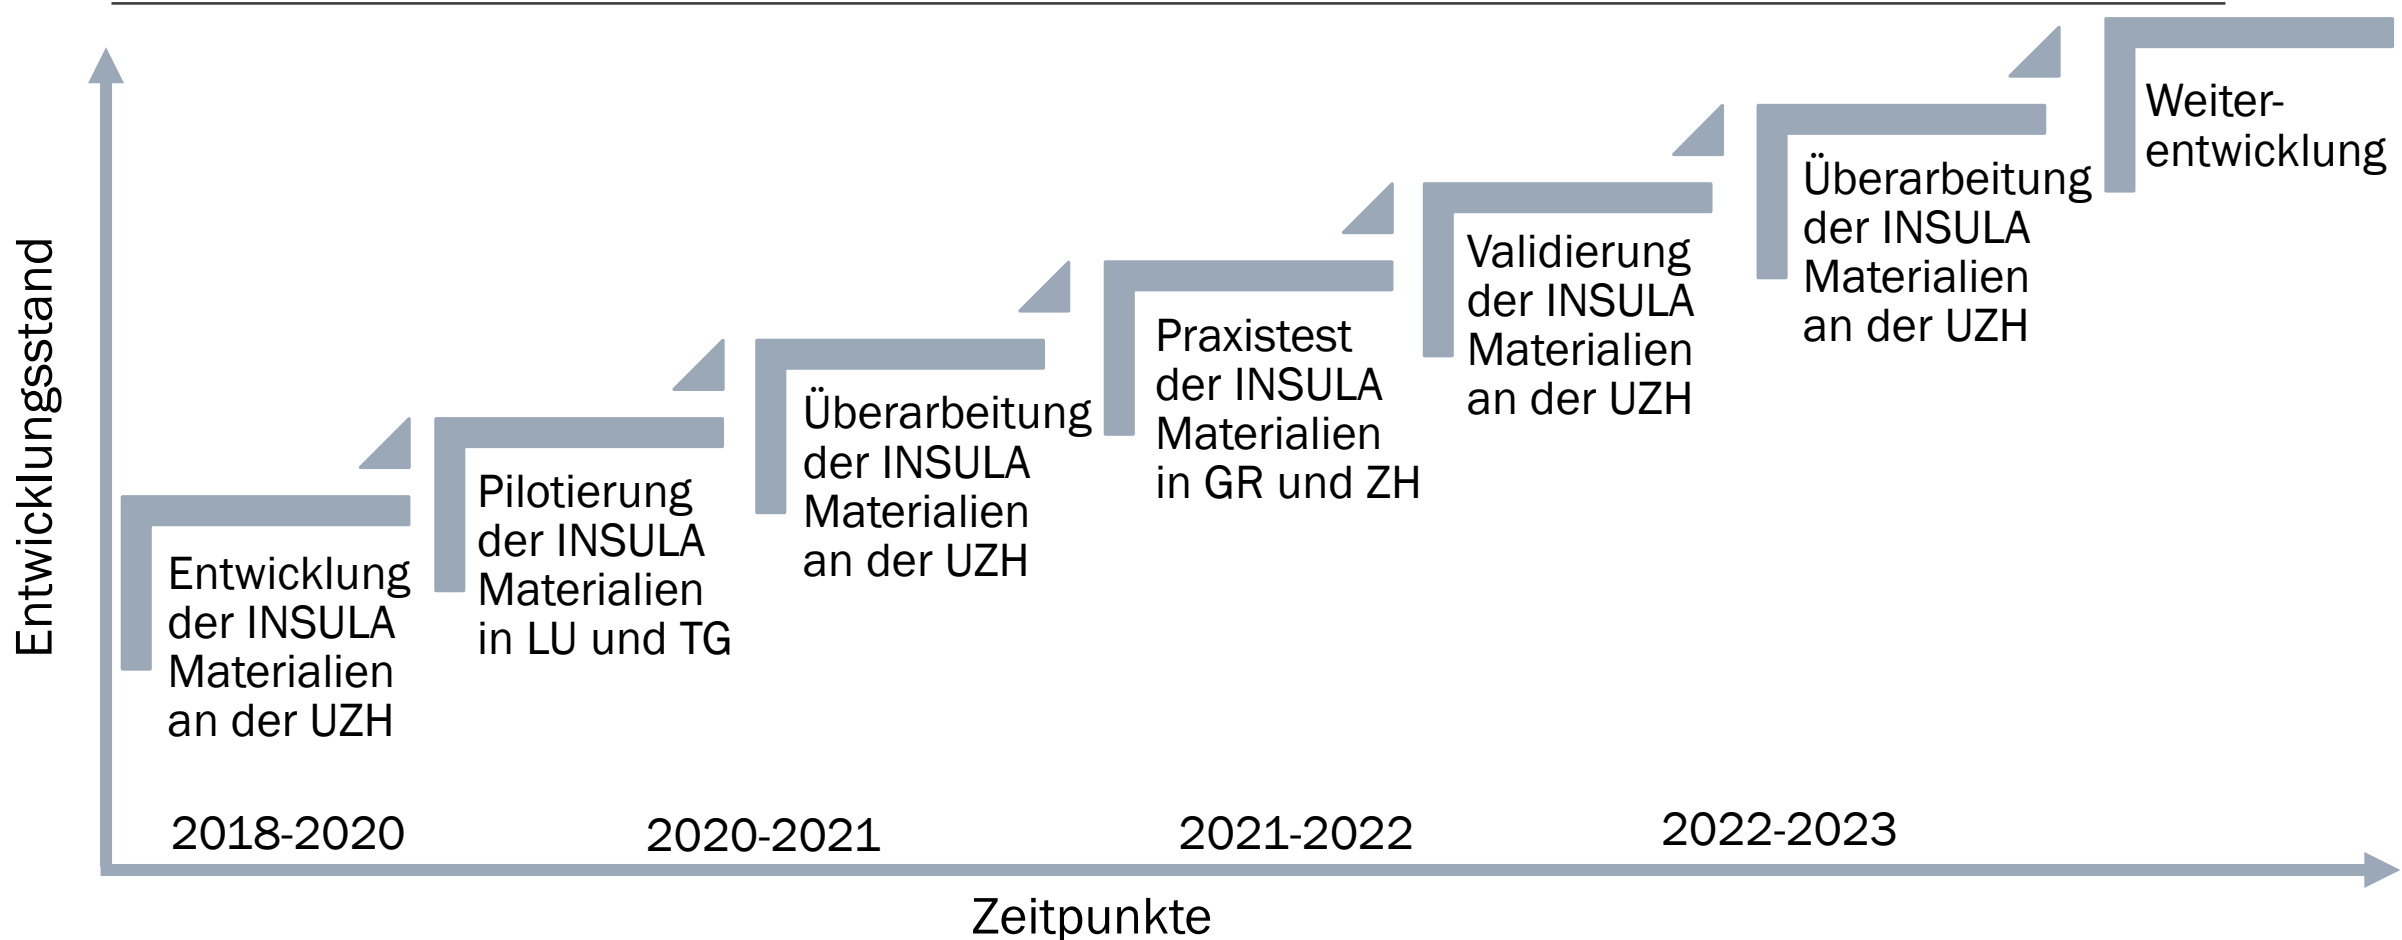 Entwicklungsstand
Entwicklung
der INSULA
Materialien
an der UZH
Pilotierung
der INSULA
Materialien
in LU und TG
Überarbeitung
der INSULA
Materialien
an der UZH
Praxistest
der INSULA
Materialien
in GR und ZH
Validierung
der INSULA
Materialien
an der UZH
Überarbeitung
der INSULA
Materialien
an der UZH
Weiter-
entwicklung
2018-2020
2020-2021
2021-2022
2022-2023
Zeitpunkte